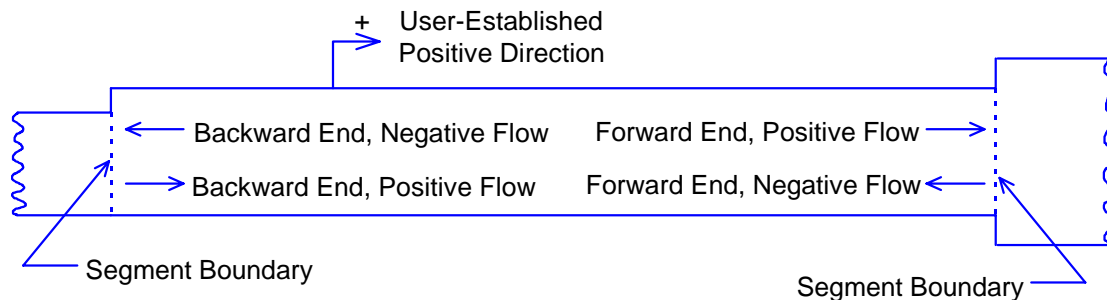 + User-Established
Positive Direction
Backward End, Negative Flow
Forward End, Positive Flow
Backward End, Positive Flow
Forward End, Negative Flow
Segment Boundary
Segment Boundary